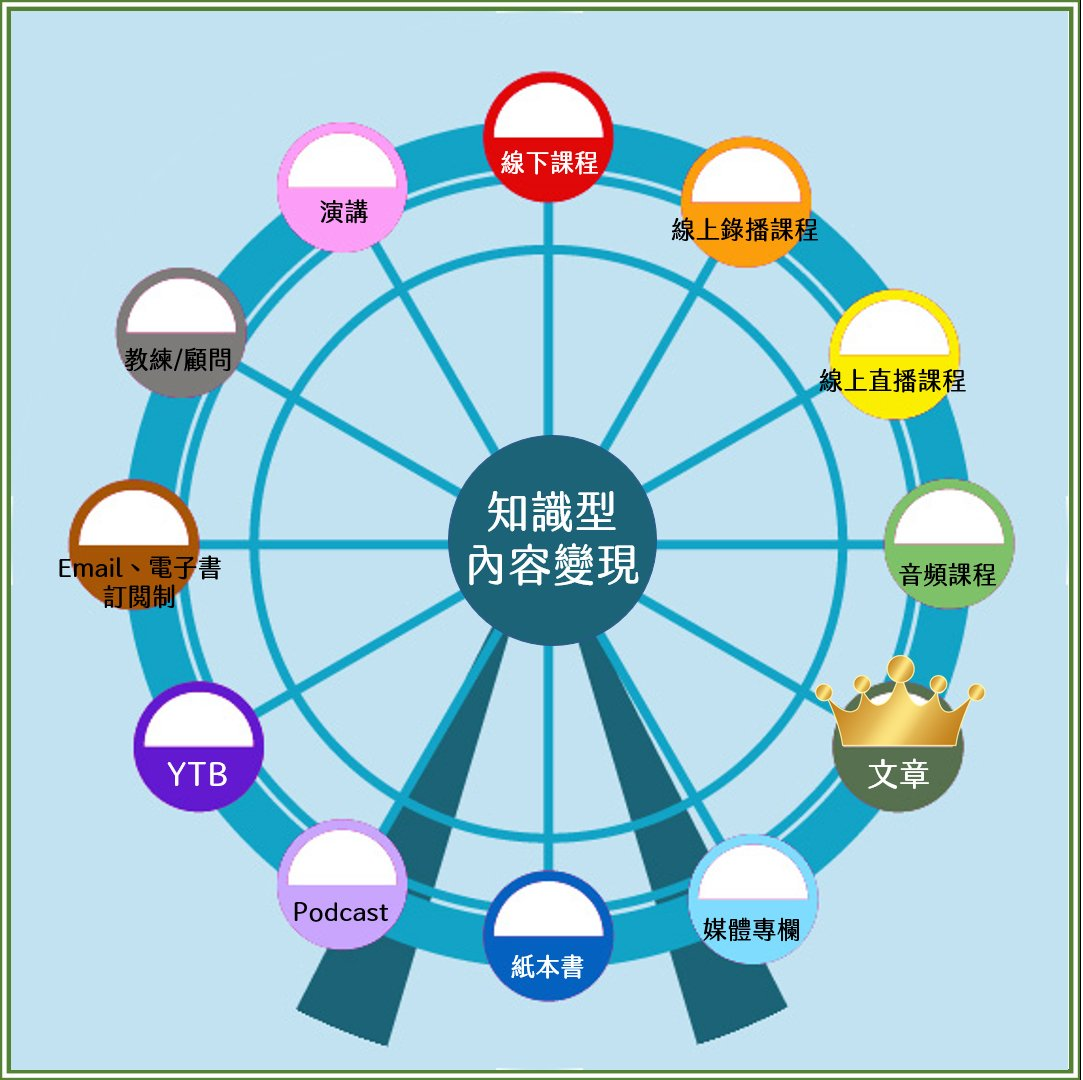 線下課程
線上錄播課程
線上直播課程
音頻課程
文章
媒體專欄
紙本書
Podcast
YTB
Email、電子書
訂閱制
教練/顧問
演講
知識型
內容變現